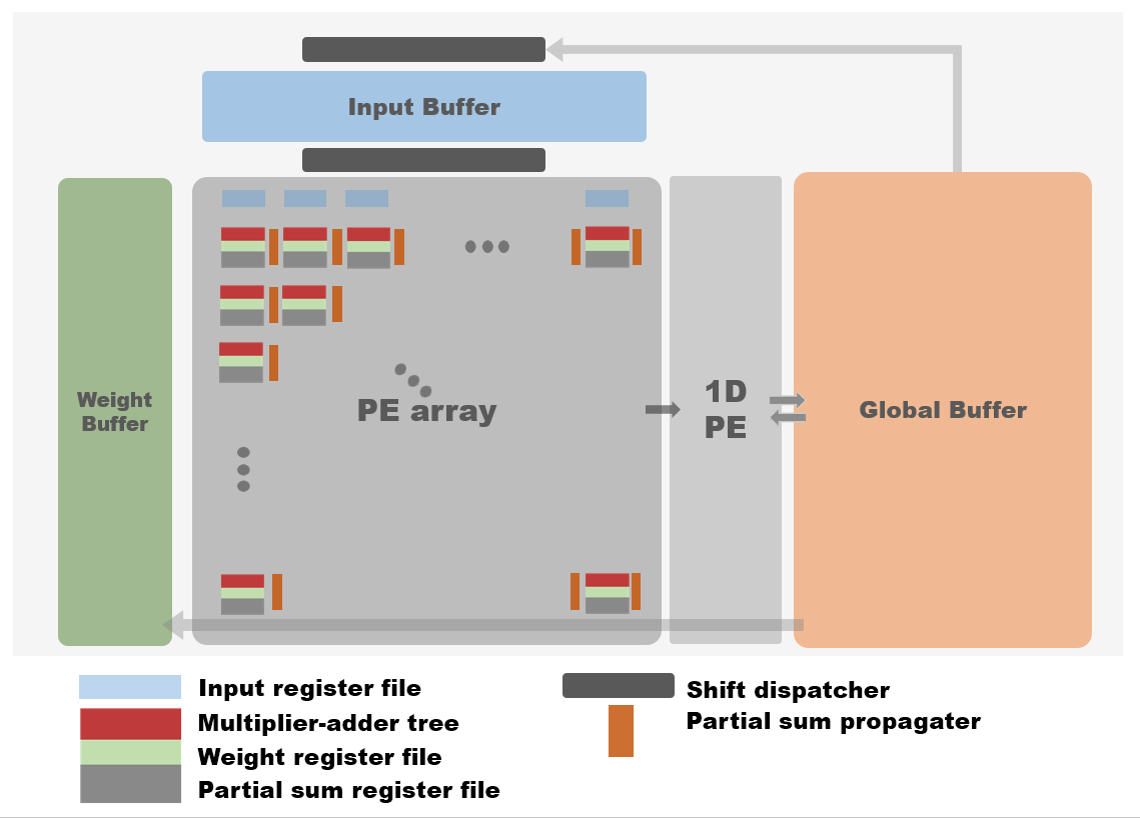 Input Buffer
Weight
Buffer
PE array
1D
PE
Global Buffer
Input register file
Multiplier-adder tree
Weight register file
Partial sum register file
Shift dispatcher
Partial sum propagater